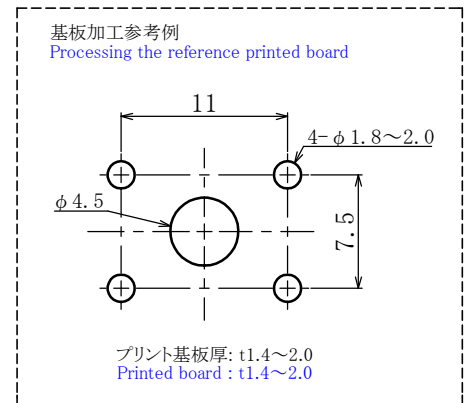 基板加工参考例
Processing the reference printed board
11
4-φ1.8～2.0
φ4.5
7.5
プリント基板厚: t1.4～2.0
Printed board : t1.4～2.0